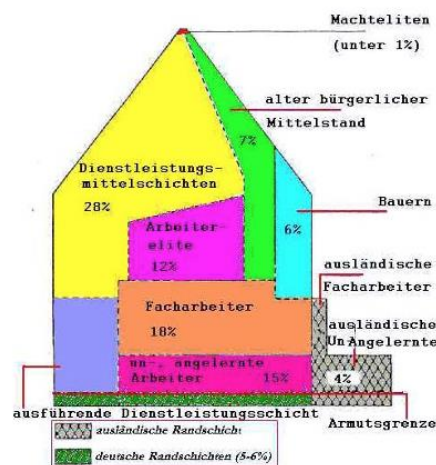 Machteliten
(unter 1%)
alter bürgerlicher
Mittelstand
7%
Dienstleistungs-
mittelschichten
28%
Bauern
6%
Arbeiter-
elite
12%
ausländische
Facharbeiter
Facharbeiter
18%
ausländische
Un-Angelernte
4%
un-, angelernte
Arbeiter 15%
ausführende Dienstleistungsschicht
Armutsgrenze
ausländische Randschich:
deutsche Randschichten (5-6%)